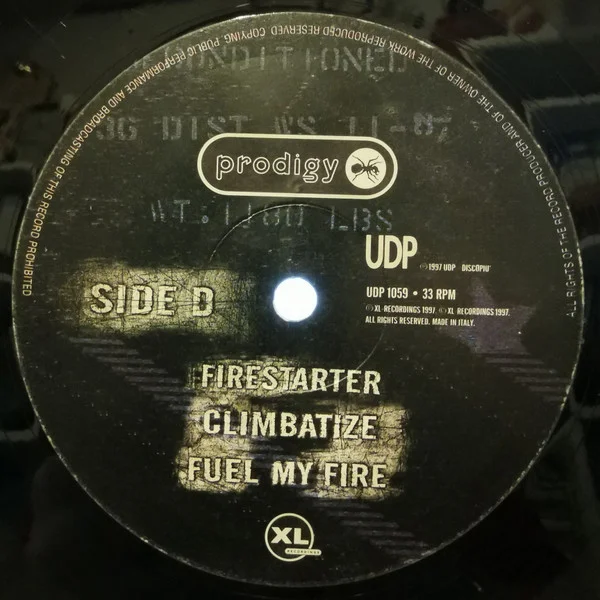 ALL RIGHTS OF THE RECORD PRODUCER AND OF THE OWNER OF THE WORK REPRODUCED RESERVED COPYING, PUBLIC PERFORMANCE AND BROADCASTING OF THIS RECORD PROHIBITED
CONDITIONED
DIST WS 11-87
prodigy
WT. 1180 LBS
UDP
℗ 1997 UDP DISCOPIU'
SIDE D
UDP 1059 • 33 RPM
℗ XL RECORDINGS 1997. © XL RECORDINGS 1997.
ALL RIGHTS RESERVED. MADE IN ITALY.
FIRESTARTER
CLIMBATIZE
FUEL MY FIRE
XL
RECORDINGS